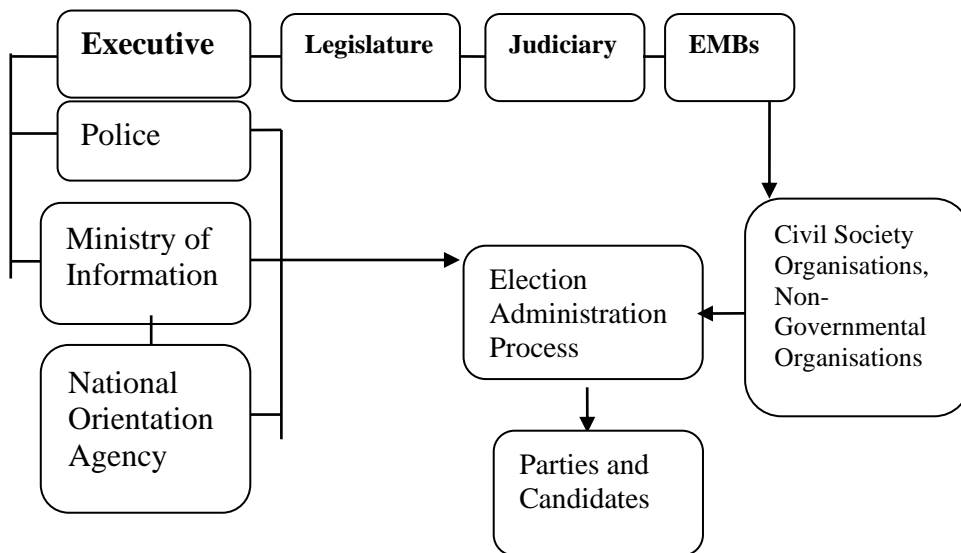 Executive
Legislature
Judiciary
EMBs
Police
Ministry of
Information
National
Orientation
Agency
Election
Administration
Process
Civil Society
Organisations,
Non-
Governmental
Organisations
Parties and
Candidates